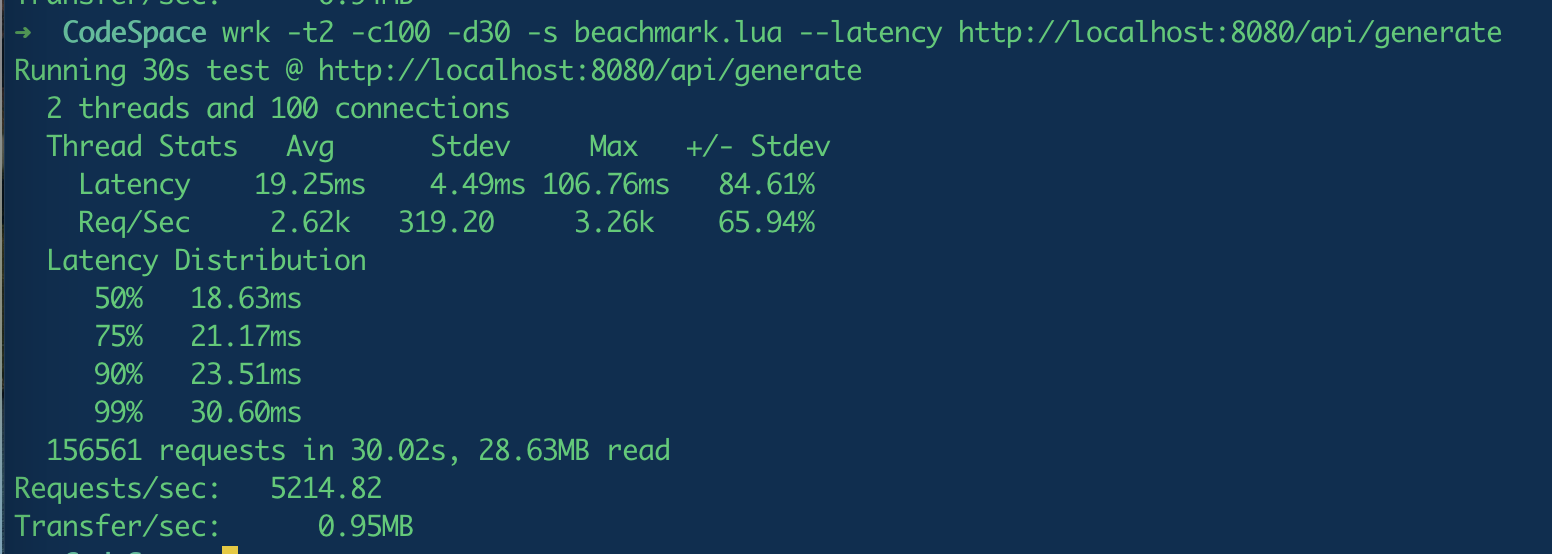 Transfer/sec:      0.94MB
➜  CodeSpace wrk -t2 -c100 -d30 -s beachmark.lua --latency http://localhost:8080/api/generate
Running 30s test @ http://localhost:8080/api/generate
  2 threads and 100 connections
  Thread Stats   Avg      Stdev     Max   +/- Stdev
    Latency    19.25ms    4.49ms 106.76ms   84.61%
    Req/Sec     2.62k   319.20     3.26k    65.94%
  Latency Distribution
     50%   18.63ms
     75%   21.17ms
     90%   23.51ms
     99%   30.60ms
  156561 requests in 30.02s, 28.63MB read
Requests/sec:   5214.82
Transfer/sec:      0.95MB